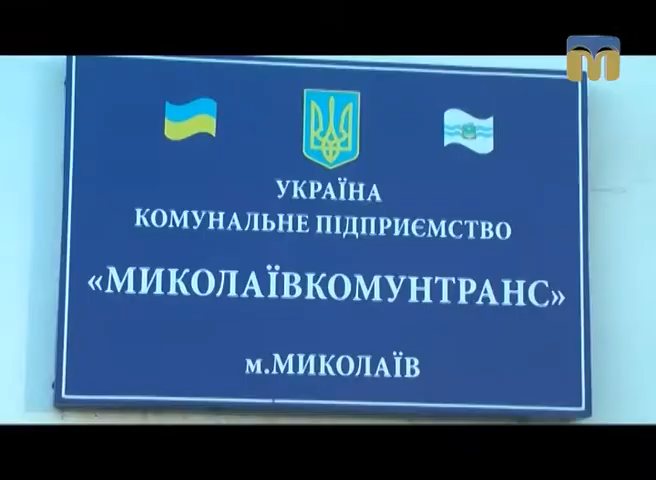 УКРАЇНА
КОМУНАЛЬНЕ ПІДПРИЄМСТВО
«МИКОЛАЇВКОМУНТРАНС»
м.МИКОЛАЇВ